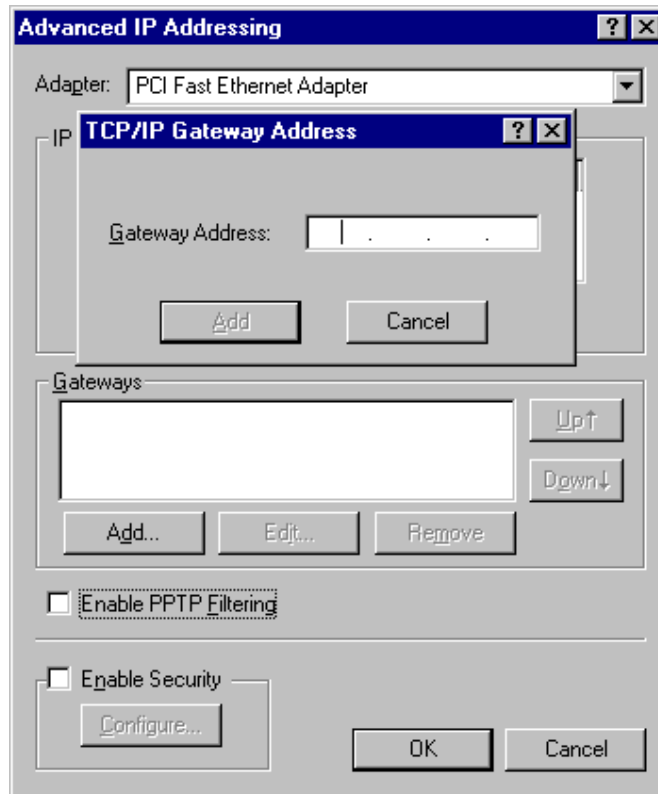 Advanced IP Addressing
Adapter: PCI Fast Ethernet Adapter
IP
TCP/IP Gateway Address
Gateway Address: . . .
Add Cancel
Gateways
Up↑
Down↓
Add... Edit... Remove
Enable PPTP Filtering
Enable Security
Configure...
OK Cancel